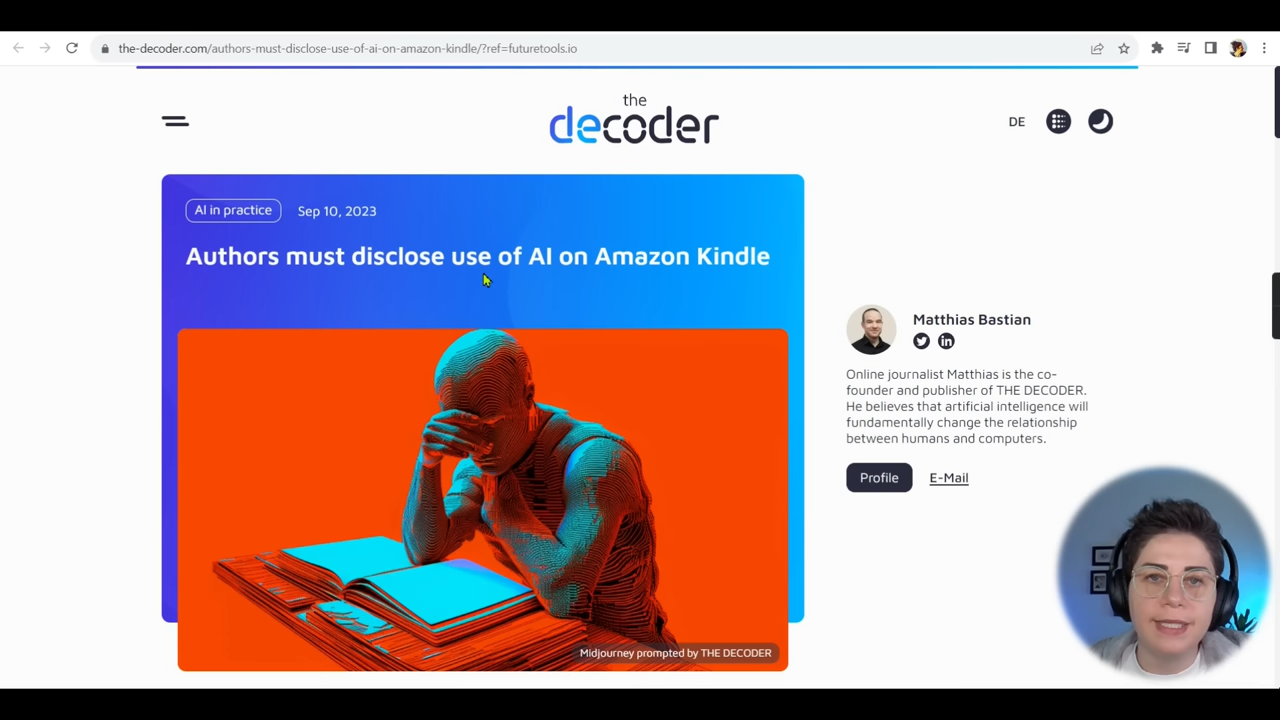 the-decoder.com/authors-must-disclose-use-of-ai-on-amazon-kindle/?ref=futuretools.io
the
decoder
DE
AI in practice
Sep 10, 2023
Authors must disclose use of AI on Amazon Kindle
Midjourney prompted by THE DECODER
Matthias Bastian
Online journalist Matthias is the co-
founder and publisher of THE DECODER.
He believes that artificial intelligence will
fundamentally change the relationship
between humans and computers.
Profile
E-Mail